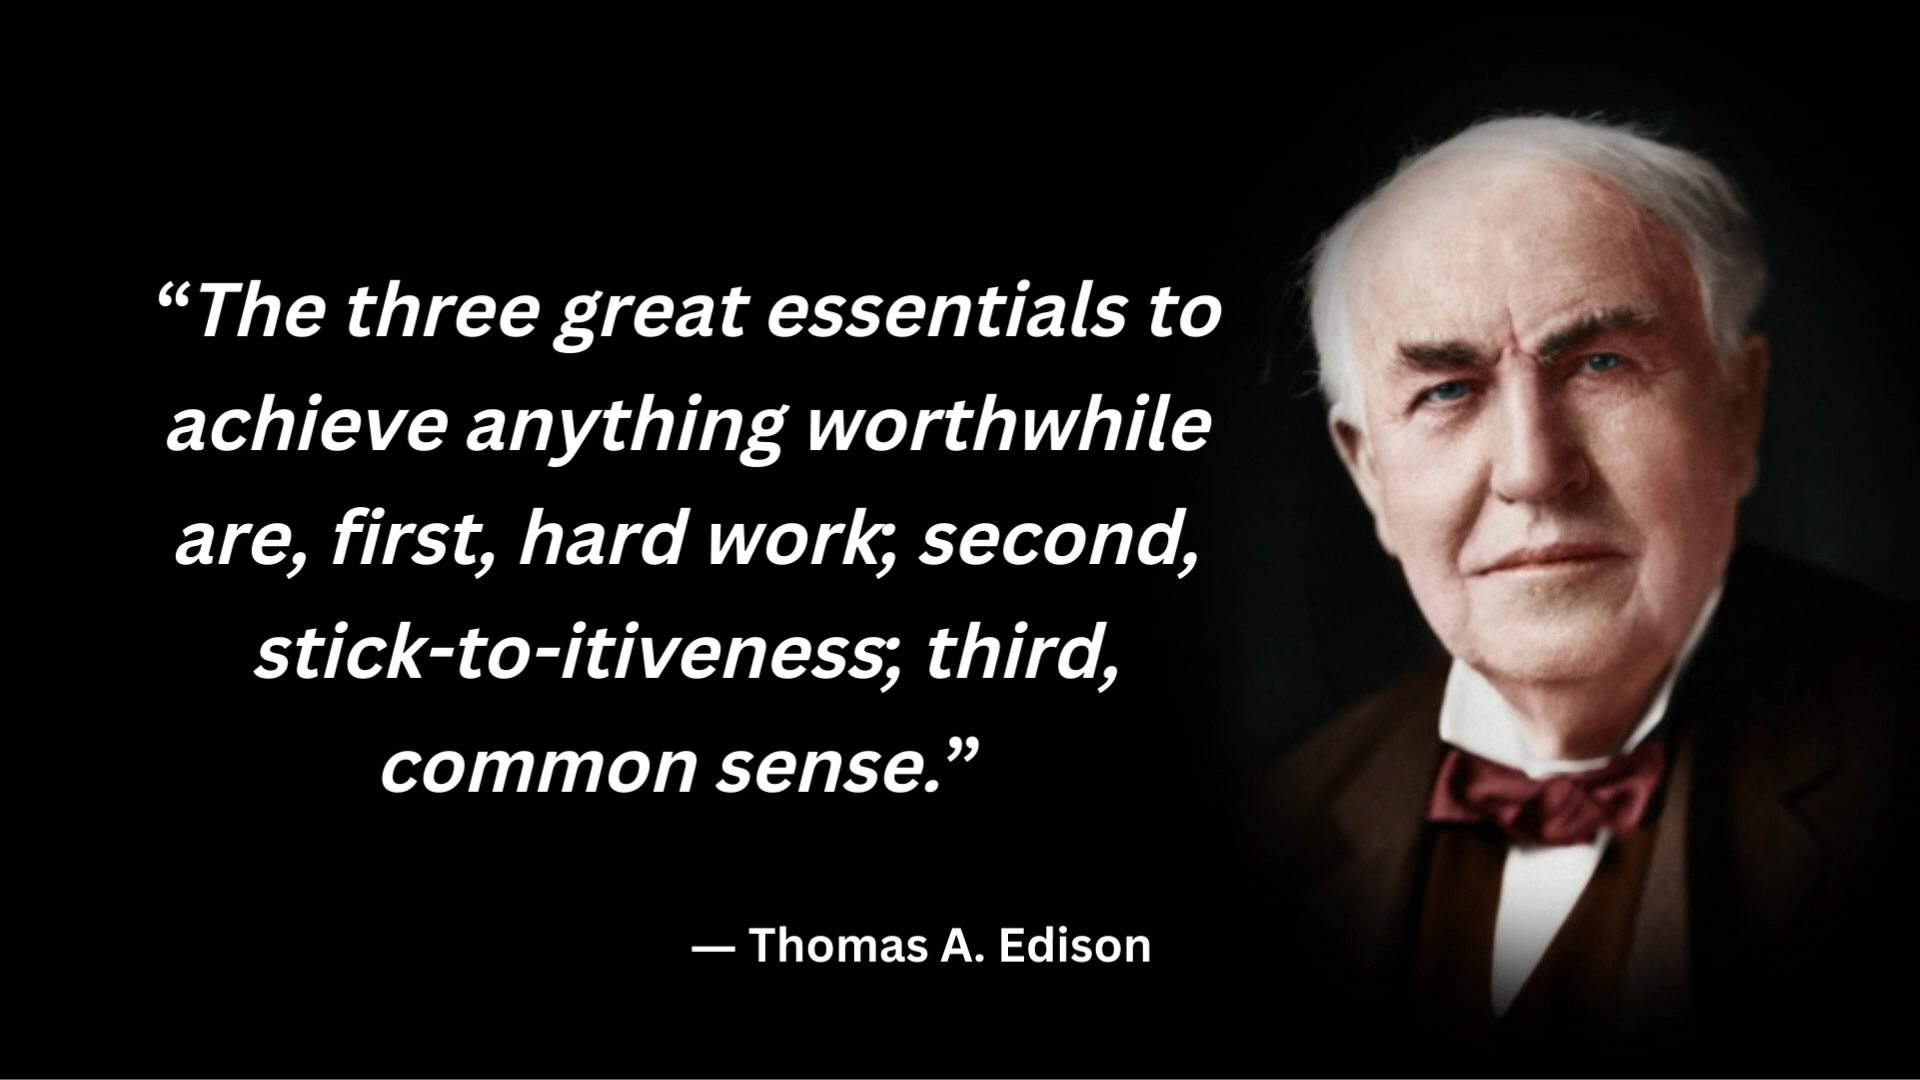 “The three great essentials to
achieve anything worthwhile
are, first, hard work; second,
stick-to-itiveness; third,
common sense.”
— Thomas A. Edison